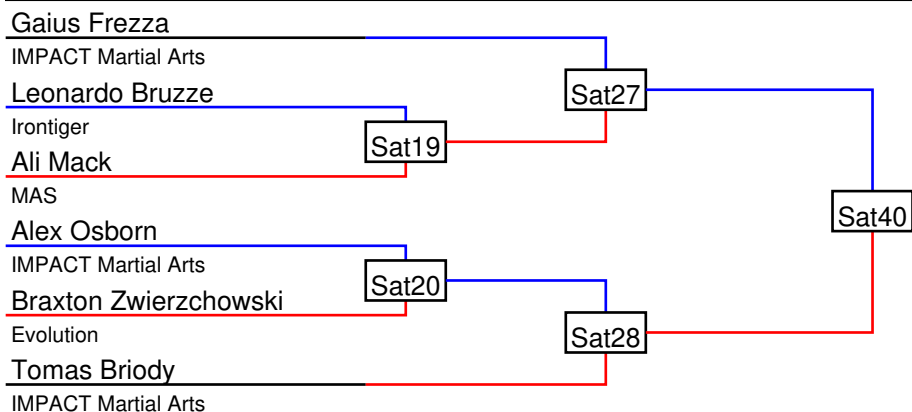 Gaius Frezza
IMPACT Martial Arts
Leonardo Bruzze
Irontiger
Ali Mack
MAS
Alex Osborn
IMPACT Martial Arts
Braxton Zwierzchowski
Evolution
Tomas Briody
IMPACT Martial Arts
Sat19
Sat20
Sat27
Sat28
Sat40